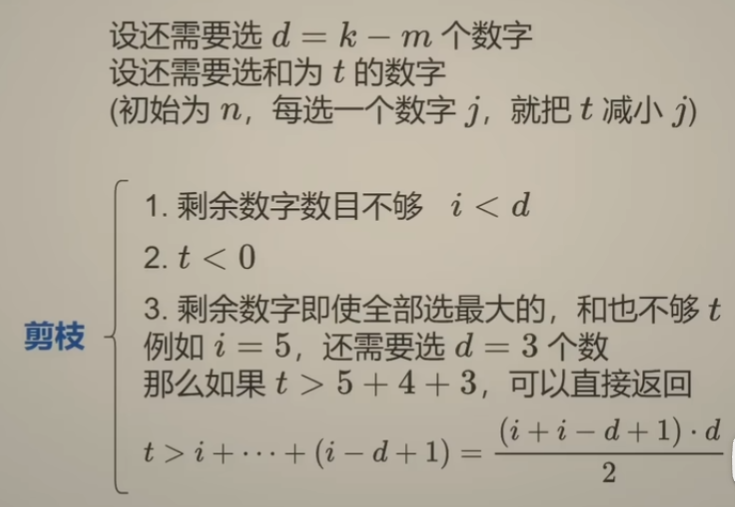 设还需要选 d = k − m 个数字
设还需要选和为 t 的数字
(初始为 n，每选一个数字 j，就把 t 减小 j)
1. 剩余数字数目不够 i < d
2. t < 0
3. 剩余数字即使全部选最大的，和也不够 t
剪枝
例如 i = 5，还需要选 d = 3 个数
那么如果 t > 5 + 4 + 3，可以直接返回
t > i + ⋯ + (i − d + 1) = (i + i − d + 1) · d / 2